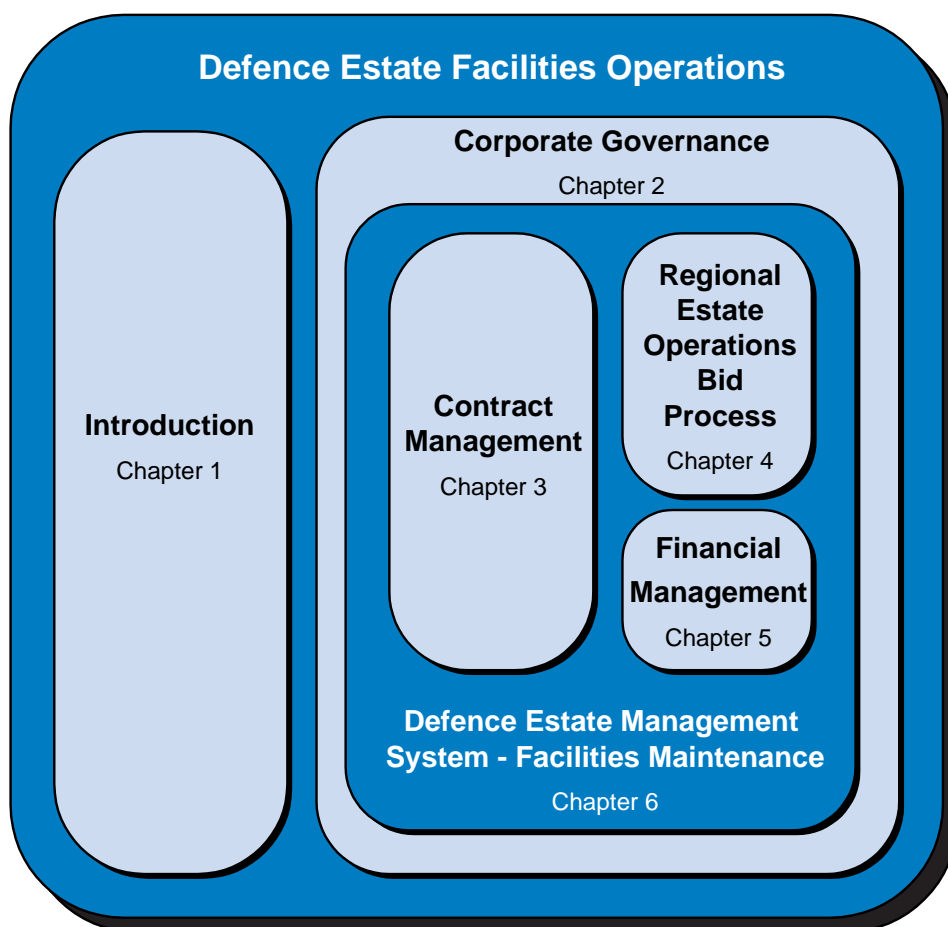 Defence Estate Facilities Operations
Introduction
Chapter 1
Corporate Governance
Chapter 2
Contract
Management
Chapter 3
Regional
Estate
Operations
Bid
Process
Chapter 4
Financial
Management
Chapter 5
Defence Estate Management
System - Facilities Maintenance
Chapter 6